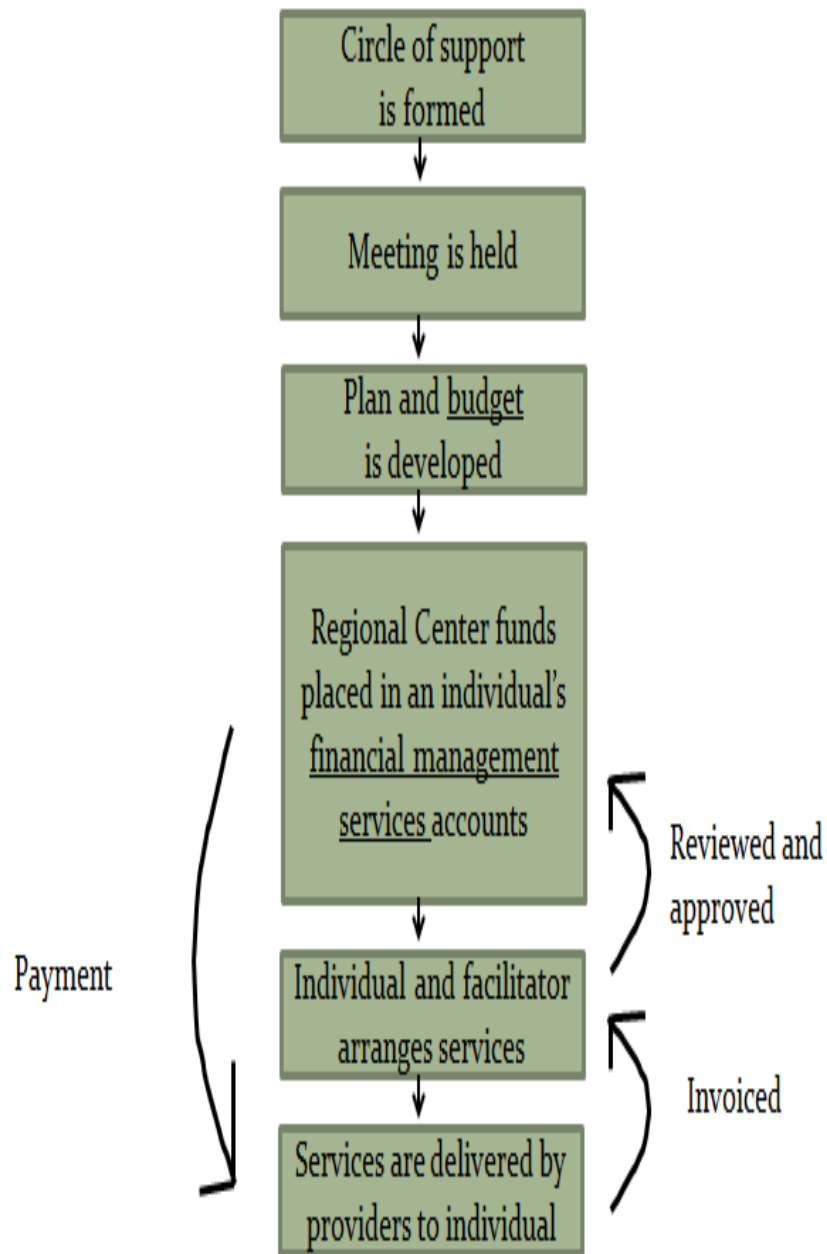 Circle of support
is formed
Meeting is held
Plan and budget
is developed
Regional Center funds
placed in an individual’s
financial management
services accounts
Reviewed and
approved
Payment
Individual and facilitator
arranges services
Invoiced
Services are delivered by
providers to individual